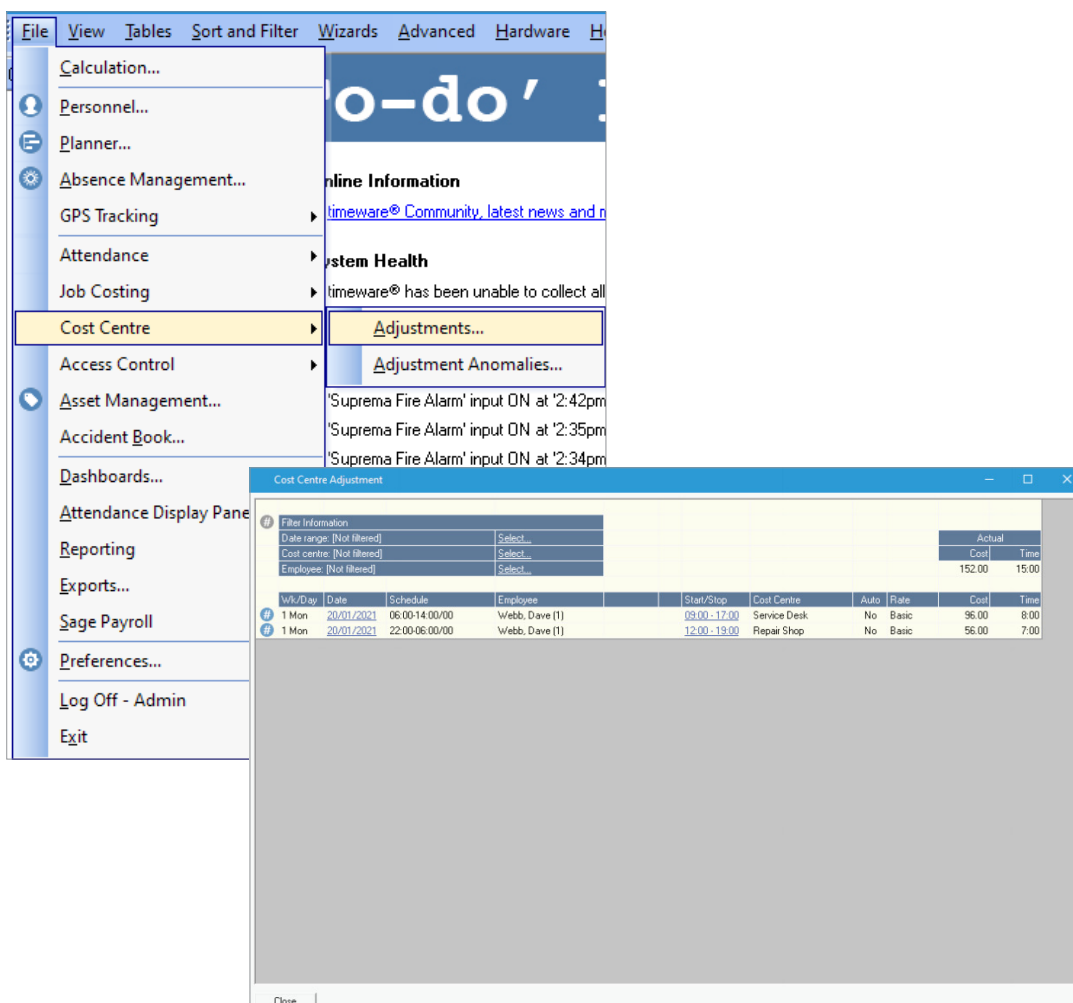 File View Tables Sort and Filter Wizards Advanced Hardware
Calculation...
Personnel...
Planner...
Absence Management...
GPS Tracking
Attendance
Job Costing
Cost Centre
Access Control
Asset Management...
Accident Book...
Dashboards...
Attendance Display Pane
Reporting
Exports...
Sage Payroll
Preferences...
Log Off - Admin
Exit
o-do'
nline Information
timeware® Community, latest news and
ystem Health
timeware® has been unable to collect all
Adjustments...
Adjustment Anomalies...
'Suprema Fire Alarm' input ON at '2:42pm
'Suprema Fire Alarm' input ON at '2:35pm
'Suprema Fire Alarm' input ON at '2:34pm
Cost Centre Adjustment
Filter Information
Date range: [Not filtered] Select... Actual
Cost centre: [Not filtered] Select... Cost Time
Employee: [Not filtered] Select... 152.00 15:00
Wk/Day Date Schedule Employee Start/Stop Cost Centre Auto Rate Cost Time
# 1 Mon 20/01/2021 06:00-14:00/00 Webb, Dave (1) 09:00 - 17:00 Service Desk No Basic 96.00 8:00
# 1 Mon 20/01/2021 22:00-06:00/00 Webb, Dave (1) 12:00 - 19:00 Repair Shop No Basic 56.00 7:00
Close